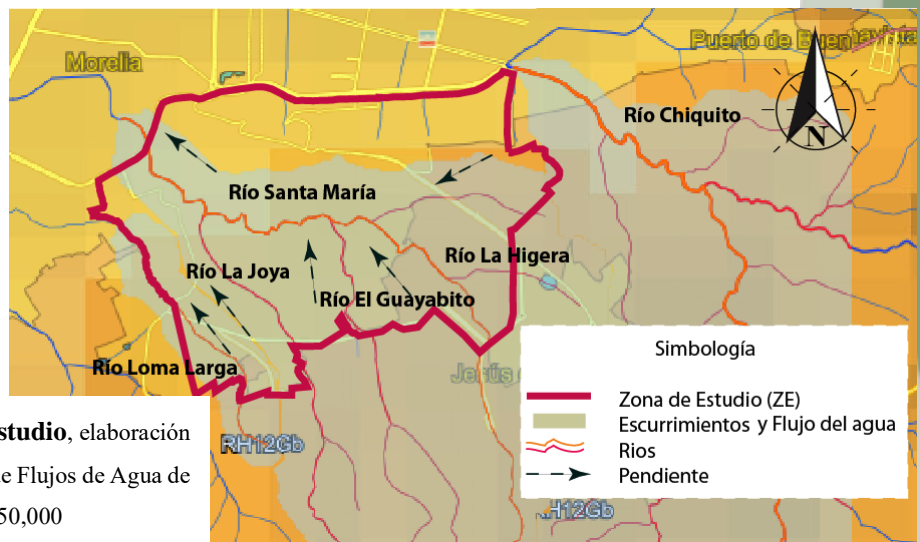 Morelia
Puerto de Buen
Río Chiquito
N
Río Santa María
Río La Higera
Río La Joya
Río El Guayabito
Río Loma Larga
Jesús
RH12Gb
H12Gb
Simbología
Zona de Estudio (ZE)
Escurrimientos y Flujo del agua
Rios
Pendiente
studio, elaboración
e Flujos de Agua de
50,000